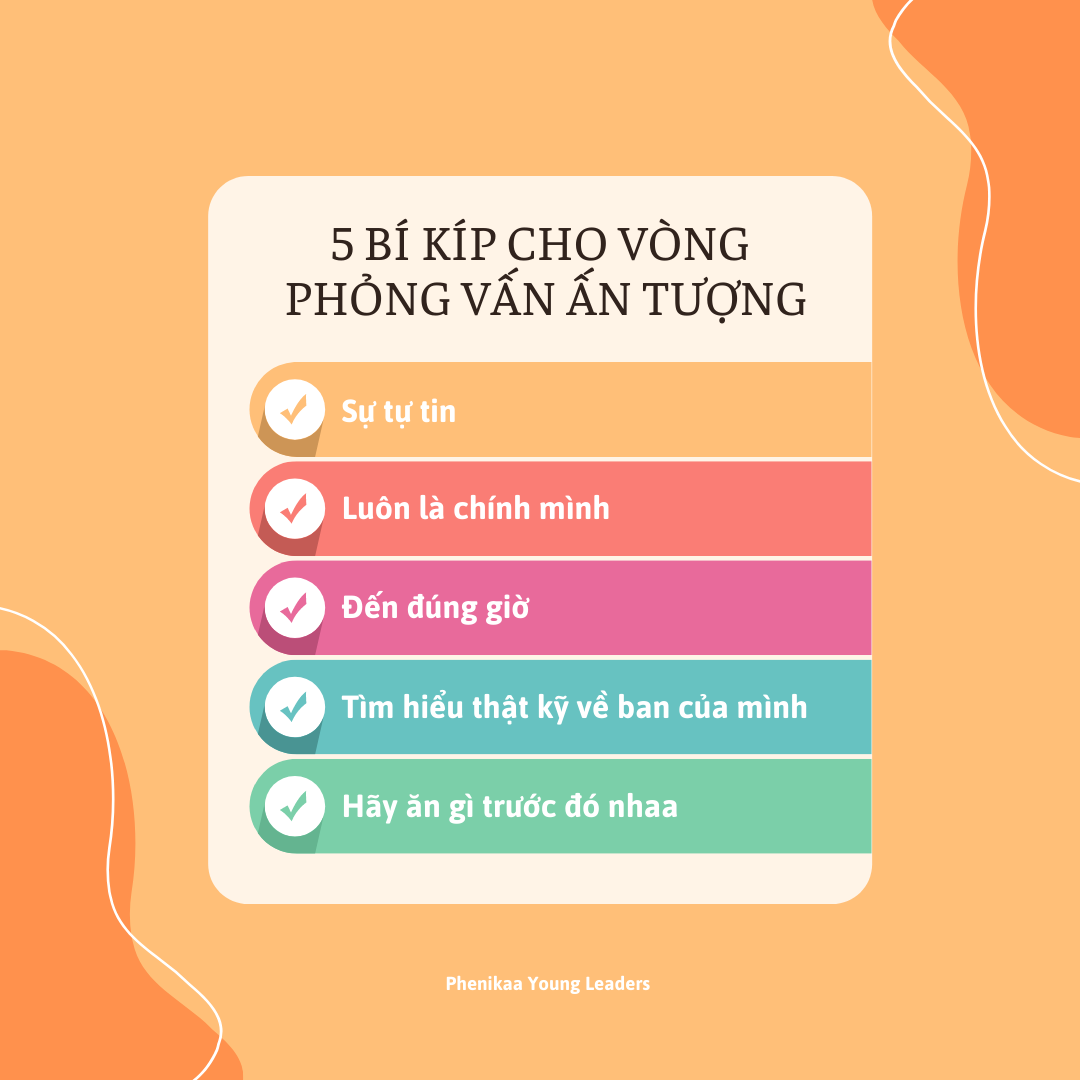 5 BÍ KÍP CHO VÒNG
PHỎNG VẤN ẤN TƯỢNG
Sự tự tin
Luôn là chính mình
Đến đúng giờ
Tìm hiểu thật kỹ về ban của mình
Hãy ăn gì trước đó nhaa
Phenikaa Young Leaders